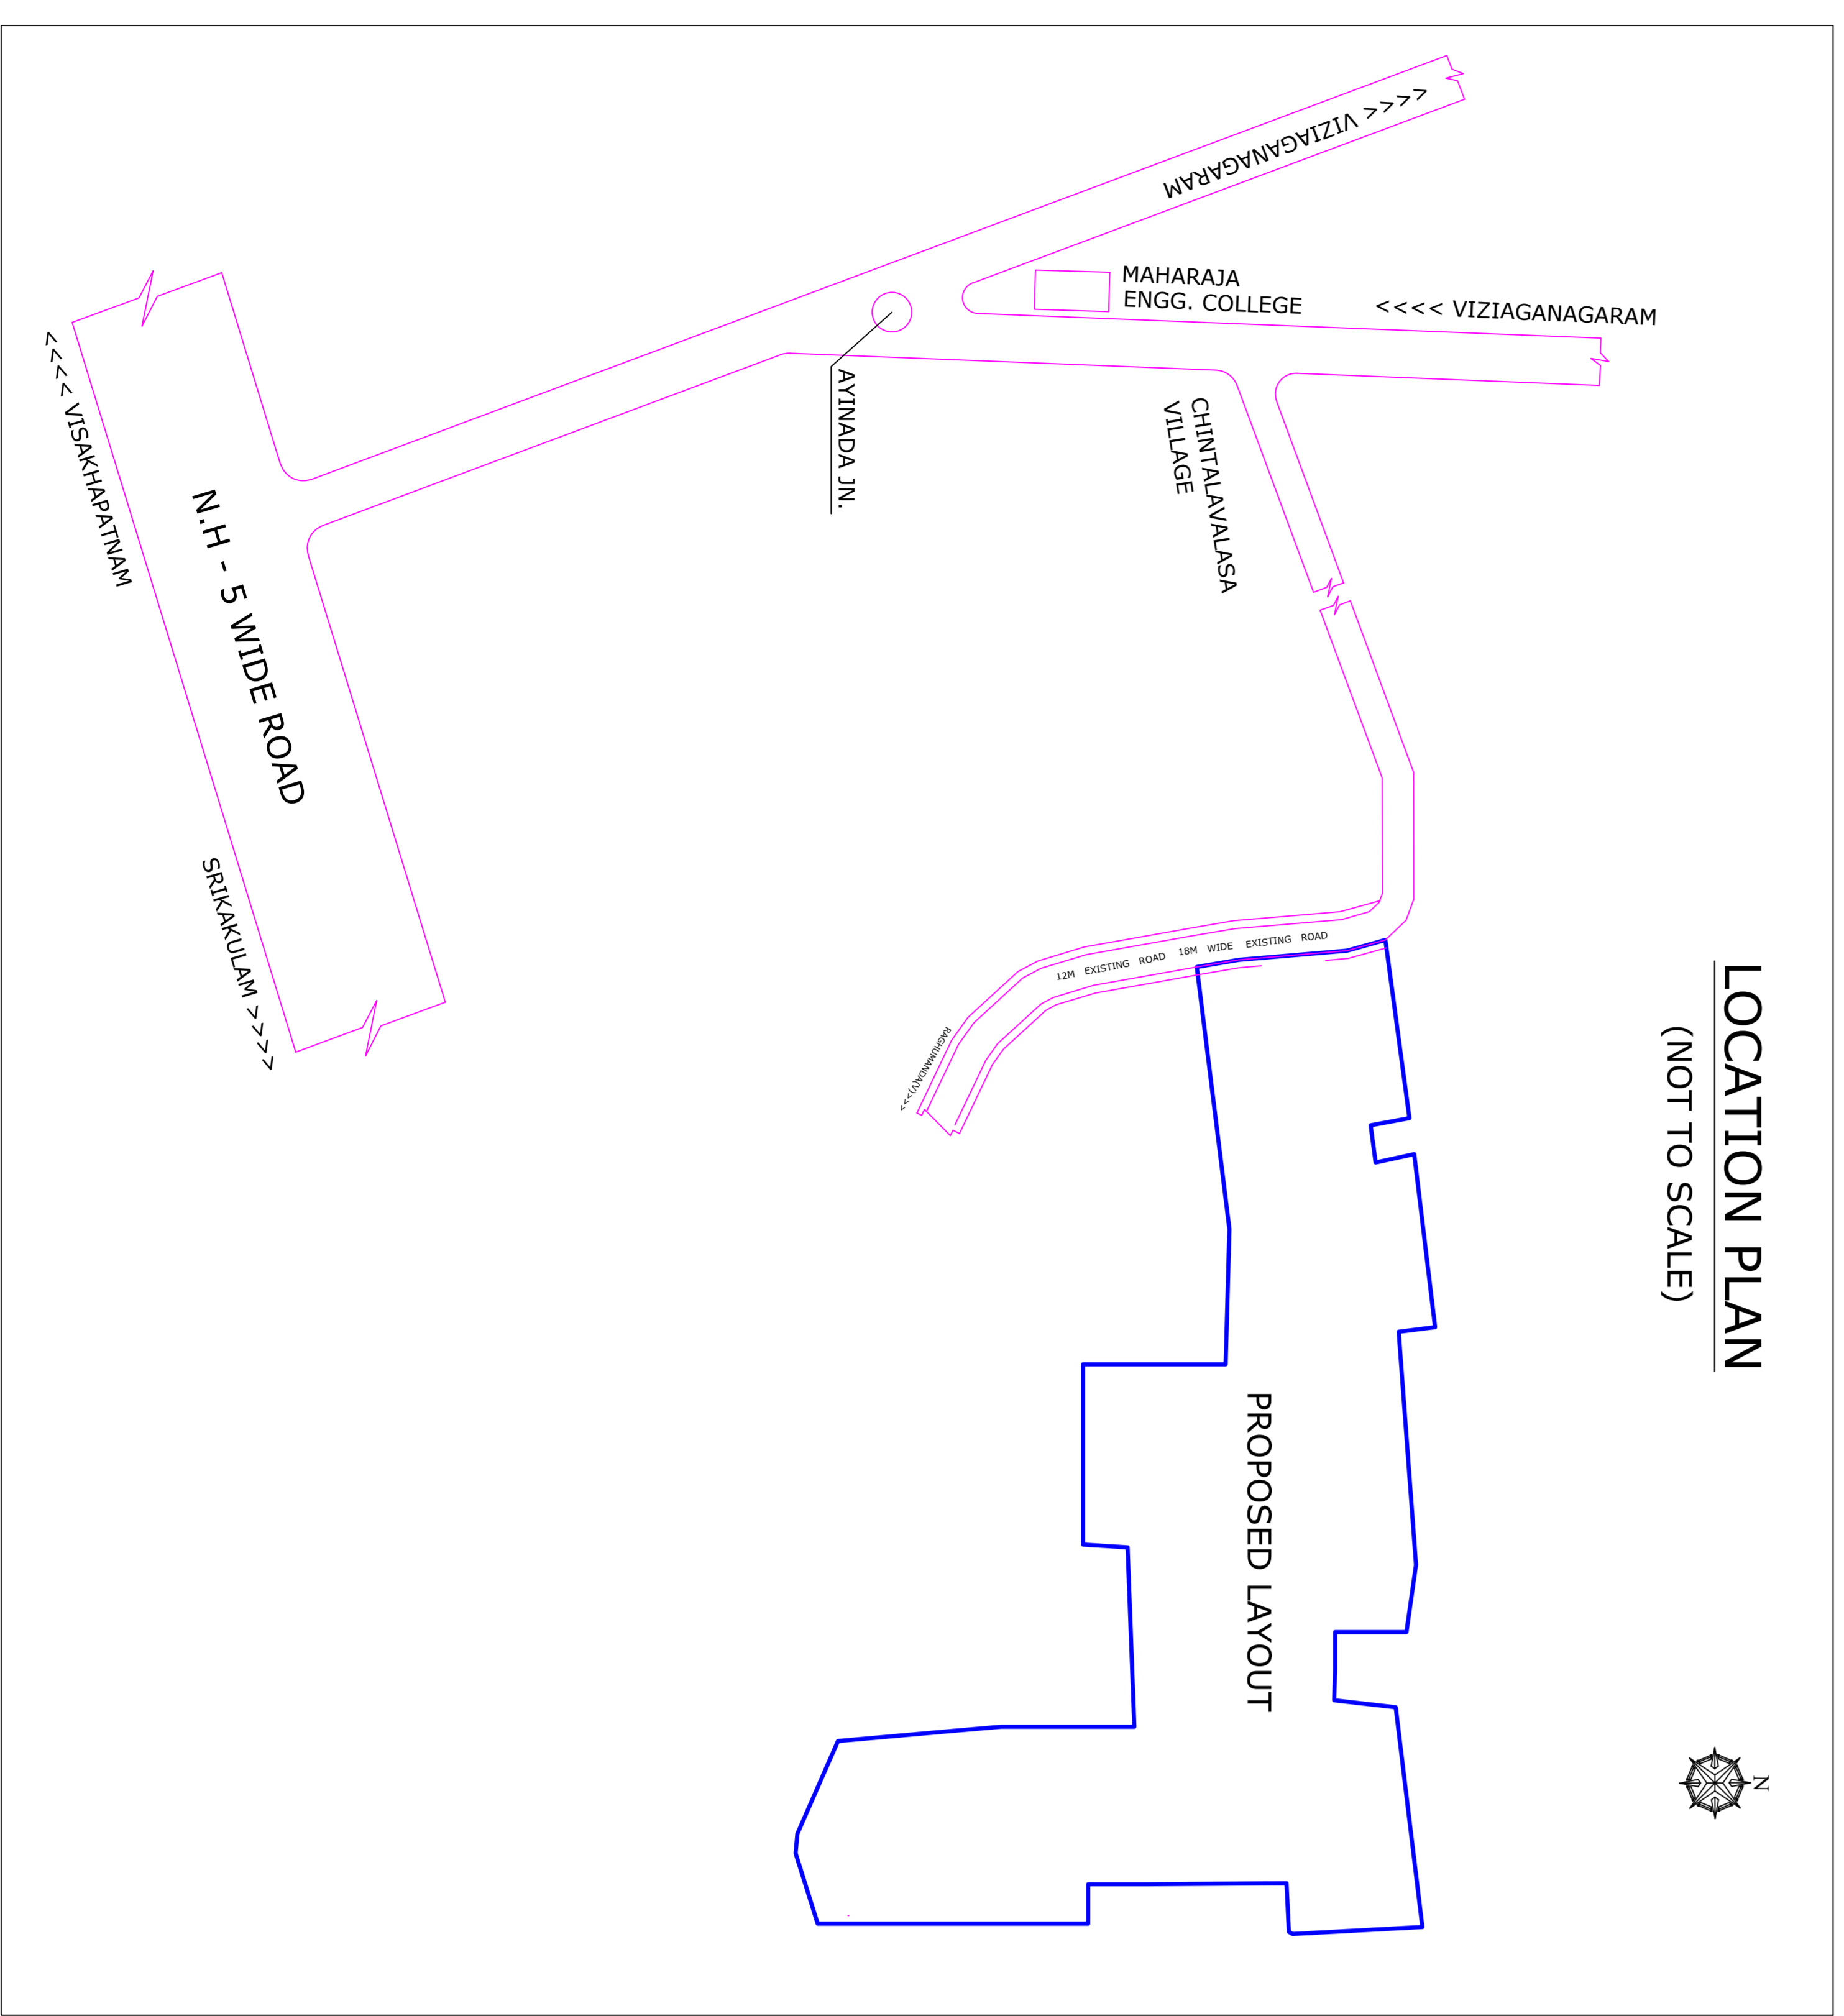 LOCATION PLAN
(NOT TO SCALE)
N
<<<< VIZIAGANAGARAM
MAHARAJA
ENGG. COLLEGE
<<<< VIZIAGANAGARAM
AYINADA JN.
CHINTALAVALASA
VILLAGE
<<<< VISAKHAPATNAM
N.H - 5 WIDE ROAD
SRIKAKULAM >>>>
12M EXISTING ROAD
18M WIDE EXISTING ROAD
RAGHUMANDA(V)>>>
PROPOSED LAYOUT